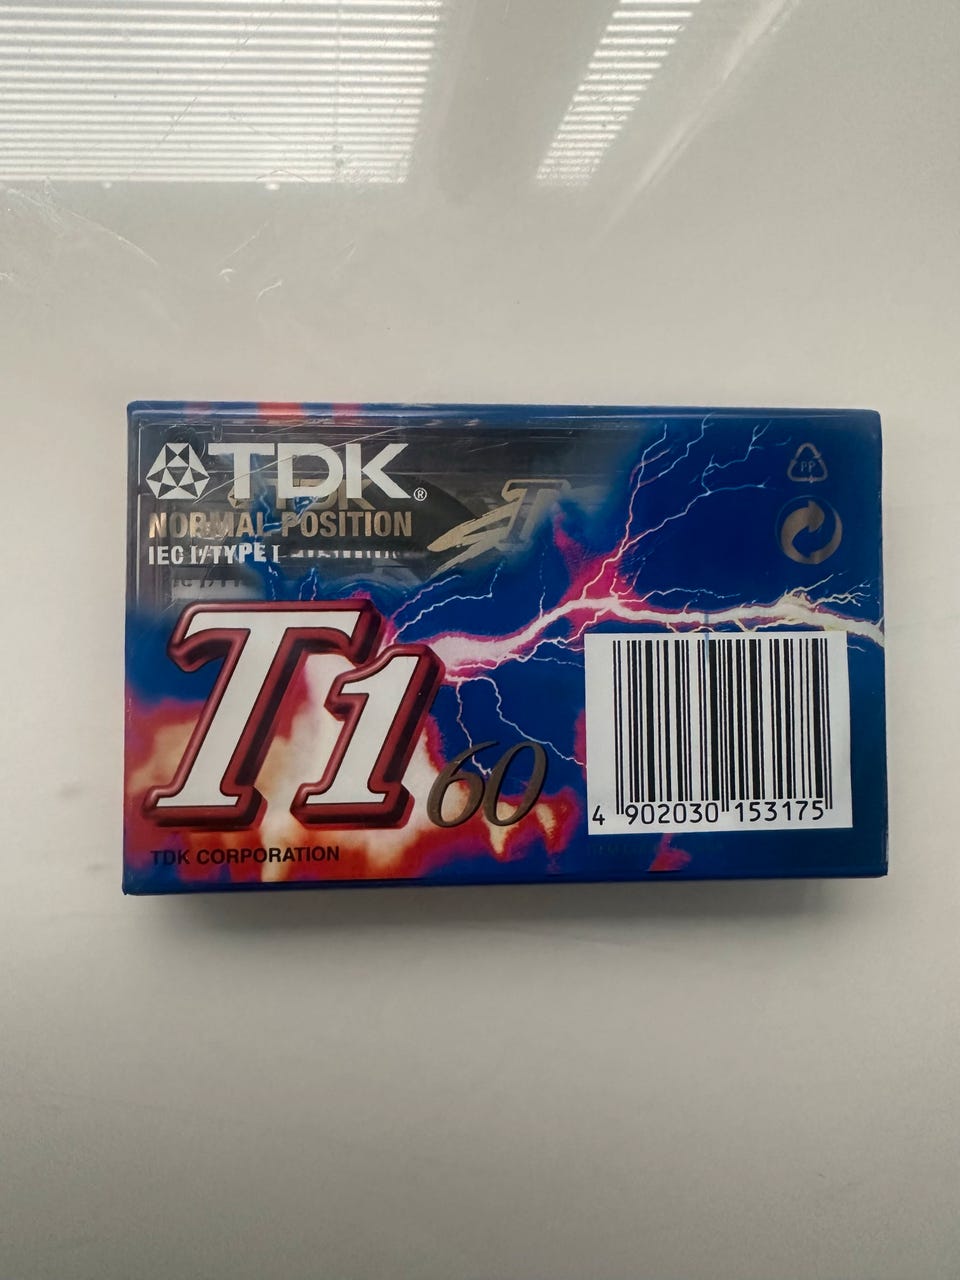 TDK®
NORMAL POSITION
IEC I/TYPE I
PP
T1
60
4 902030 153175
TDK CORPORATION